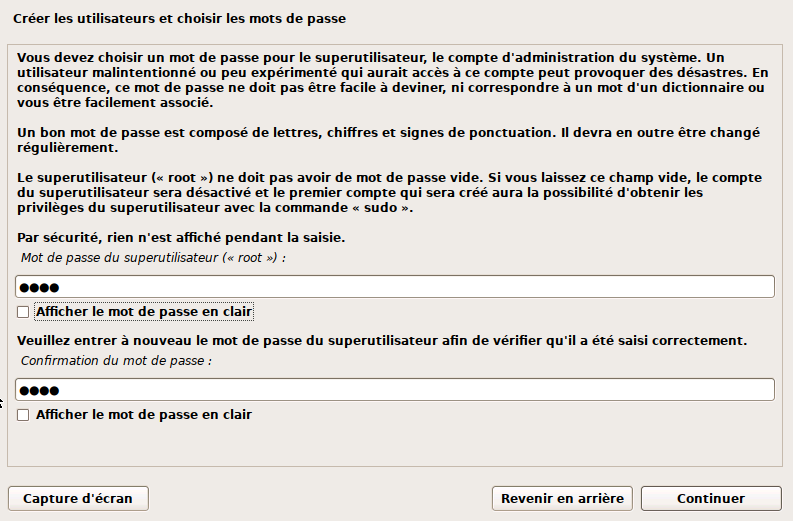 Créer les utilisateurs et choisir les mots de passe
Vous devez choisir un mot de passe pour le superutilisateur, le compte d'administration du système. Un
utilisateur malintentionné ou peu expérimenté qui aurait accès à ce compte peut provoquer des désastres. En
conséquence, ce mot de passe ne doit pas être facile à deviner, ni correspondre à un mot d'un dictionnaire ou
vous être facilement associé.
Un bon mot de passe est composé de lettres, chiffres et signes de ponctuation. Il devra en outre être changé
régulièrement.
Le superutilisateur (« root ») ne doit pas avoir de mot de passe vide. Si vous laissez ce champ vide, le compte
du superutilisateur sera désactivé et le premier compte qui sera créé aura la possibilité d'obtenir les
privilèges du superutilisateur avec la commande « sudo ».
Par sécurité, rien n'est affiché pendant la saisie.
Mot de passe du superutilisateur (« root ») :
●●●●
Afficher le mot de passe en clair
Veuillez entrer à nouveau le mot de passe du superutilisateur afin de vérifier qu'il a été saisi correctement.
Confirmation du mot de passe :
●●●●
Afficher le mot de passe en clair
Capture d'écran
Revenir en arrière
Continuer